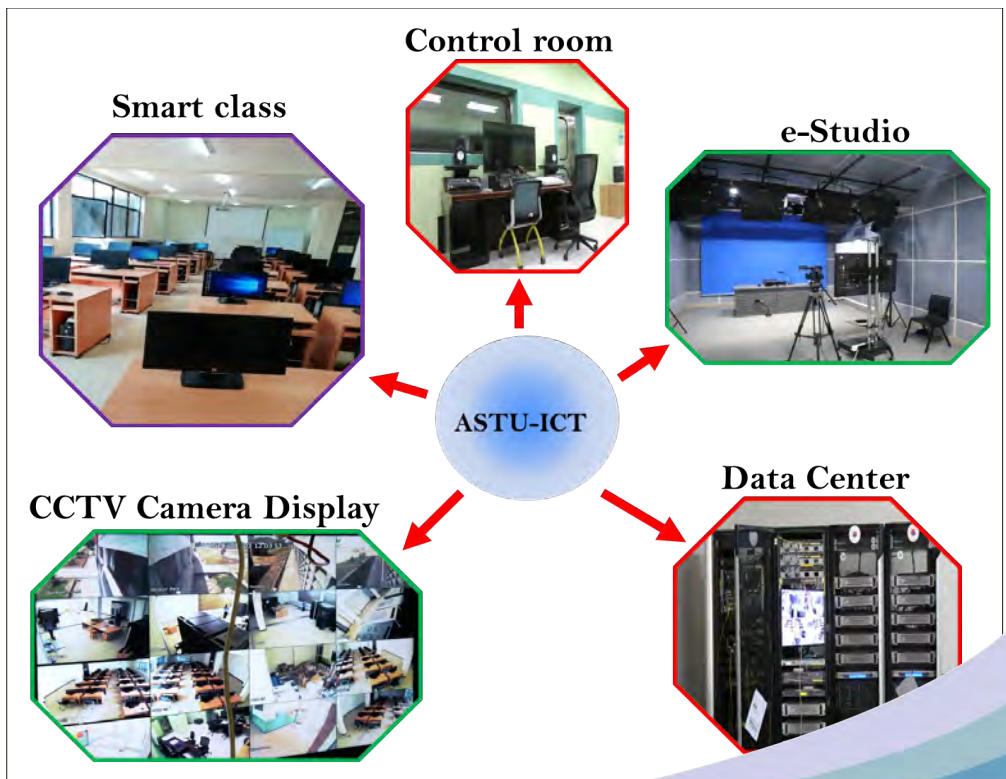 Control room
Smart class
e-Studio
ASTU-ICT
CCTV Camera Display
Data Center